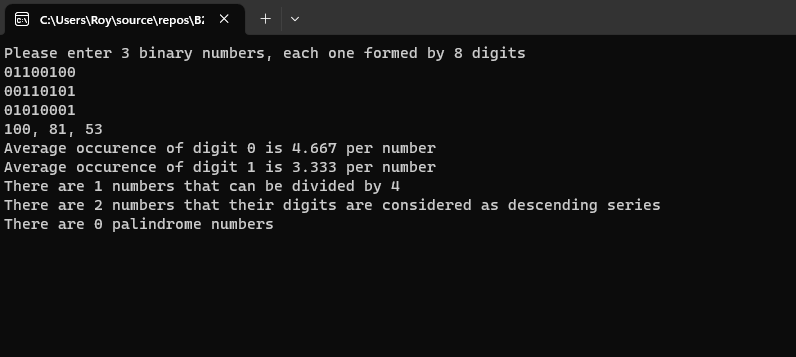 C:\Users\Roy\source\repos\B2
Please enter 3 binary numbers, each one formed by 8 digits
01100100
00110101
01010001
100, 81, 53
Average occurence of digit 0 is 4.667 per number
Average occurence of digit 1 is 3.333 per number
There are 1 numbers that can be divided by 4
There are 2 numbers that their digits are considered as descending series
There are 0 palindrome numbers